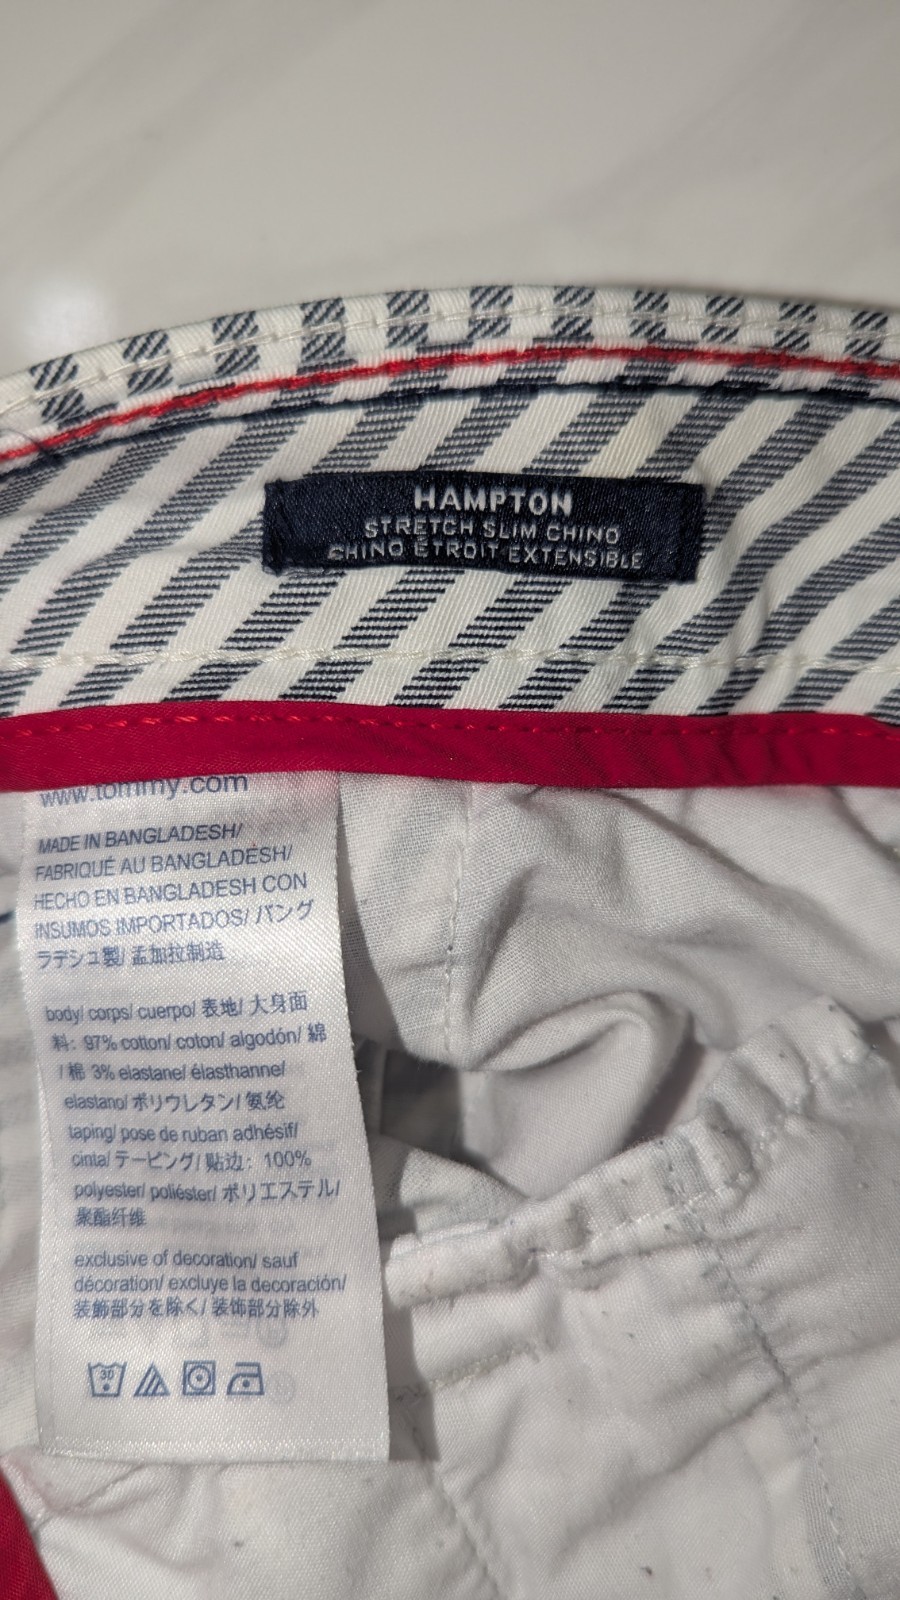 HAMPTON
STRETCH SLIM CHINO
CHINO ÉTROIT EXTENSIBLE
www.tommy.com
MADE IN BANGLADESH/
FABRIQUÉ AU BANGLADESH/
HECHO EN BANGLADESH CON
INSUMOS IMPORTADOS/ バング
ラデシュ製/ 孟加拉制造
body/ corps/ cuerpo/ 表地/ 大身面
料: 97% cotton/ coton/ algodón/ 綿
/ 棉 3% elastane/ élasthanne/
elastano/ ポリウレタン/ 氨纶
taping/ pose de ruban adhésif/
cinta/ テーピング/ 贴边: 100%
polyester/ poliéster/ ポリエステル/
聚酯纤维
exclusive of decoration/ sauf
décoration/ excluye la decoración/
装飾部分を除く/ 装饰部分除外
30